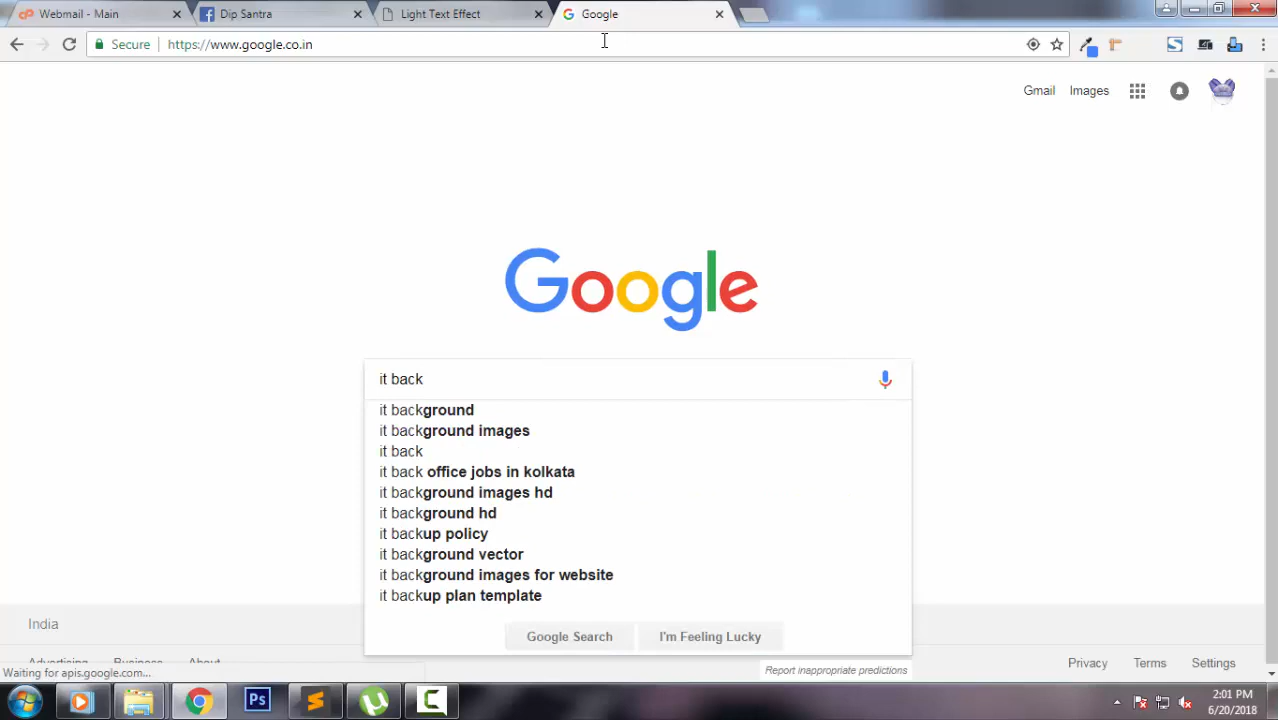 Webmail - Main
Dip Santra
Light Text Effect
Google
Secure
https://www.google.co.in
Gmail
Images
Google
it back
it background
it background images
it back
it back office jobs in kolkata
it background images hd
it background hd
it backup policy
it background vector
it background images for website
it backup plan template
India
Google Search
I'm Feeling Lucky
Advertising
Business
About
Privacy
Terms
Settings
Waiting for apis.google.com...
Report inappropriate predictions
Ps
2:01 PM
6/20/2018